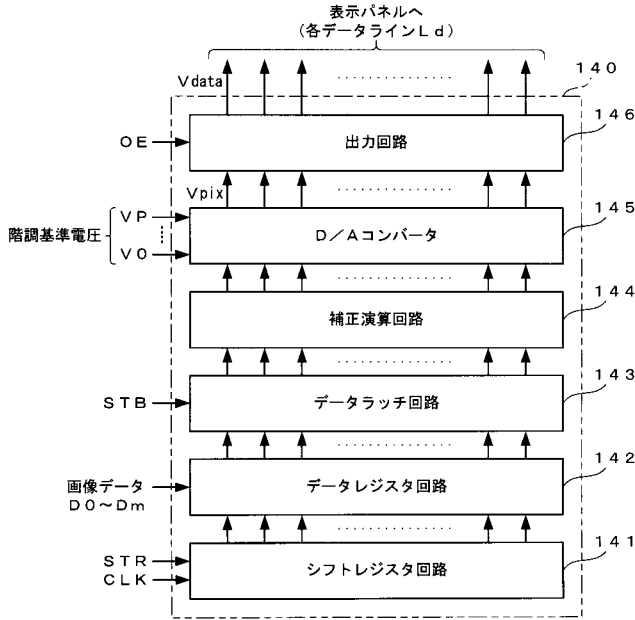 表示パネルへ
(各データラインLd)
Vdata
140
146
OE
出力回路
Vpix
145
階調基準電圧
VP
V0
D/Aコンバータ
144
補正演算回路
143
STB
データラッチ回路
142
画像データ
D0~Dm
データレジスタ回路
141
STR
CLK
シフトレジスタ回路